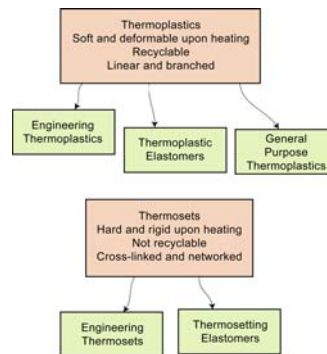 Thermoplastics
Soft and deformable upon heating
Recyclable
Linear and branched
Engineering
Thermoplastics
Thermoplastic
Elastomers
General
Purpose
Thermoplastics
Thermosets
Hard and rigid upon heating
Not recyclable
Cross-linked and networked
Engineering
Thermosets
Thermosetting
Elastomers